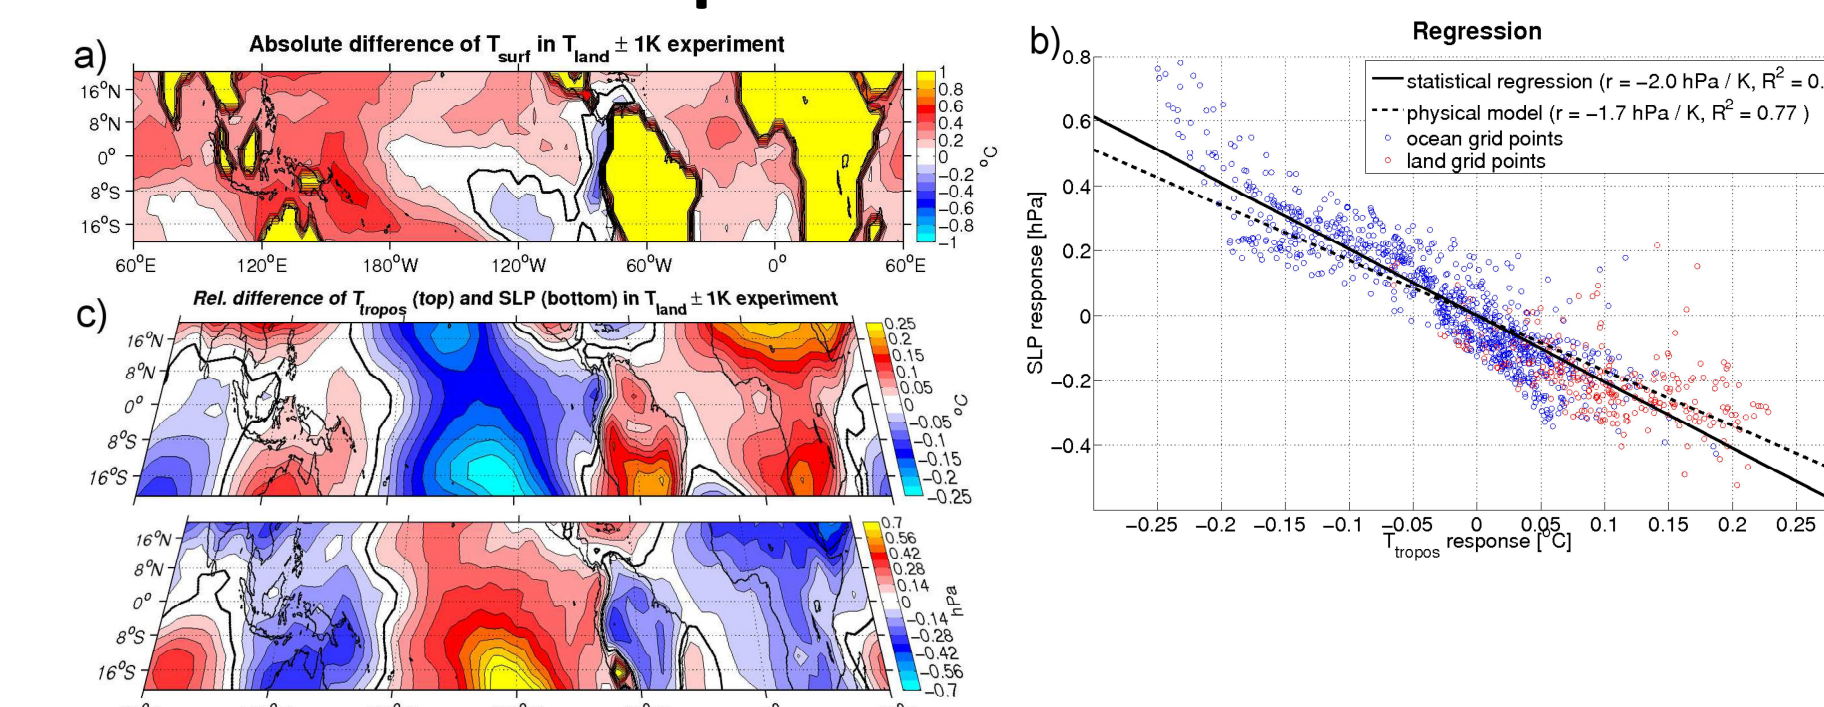 a)
Absolute difference of Tsurf in Tland ± 1K experiment
16°N
8°N
0°
8°S
16°S
60°E 120°E 180°W 120°W 60°W 0° 60°E
1
0.8
0.6
0.4
0.2
0
−0.2
−0.4
−0.6
−0.8
−1
°C
c)
Rel. difference of Ttropos (top) and SLP (bottom) in Tland ± 1K experiment
16°N
8°N
0°
8°S
16°S
0.25
0.2
0.15
0.1
0.05
0
−0.05
−0.1
−0.15
−0.2
−0.25
°C
16°N
8°N
0°
8°S
16°S
0.7
0.56
0.42
0.28
0.14
0
−0.14
−0.28
−0.42
−0.56
−0.7
hPa
b)
Regression
statistical regression (r = −2.0 hPa / K, R² = 0.
physical model (r = −1.7 hPa / K, R² = 0.77 )
ocean grid points
land grid points
0.8
0.6
0.4
0.2
0
−0.2
−0.4
SLP response [hPa]
−0.25 −0.2 −0.15 −0.1 −0.05 0 0.05 0.1 0.15 0.2 0.25
Ttropos response [°C]